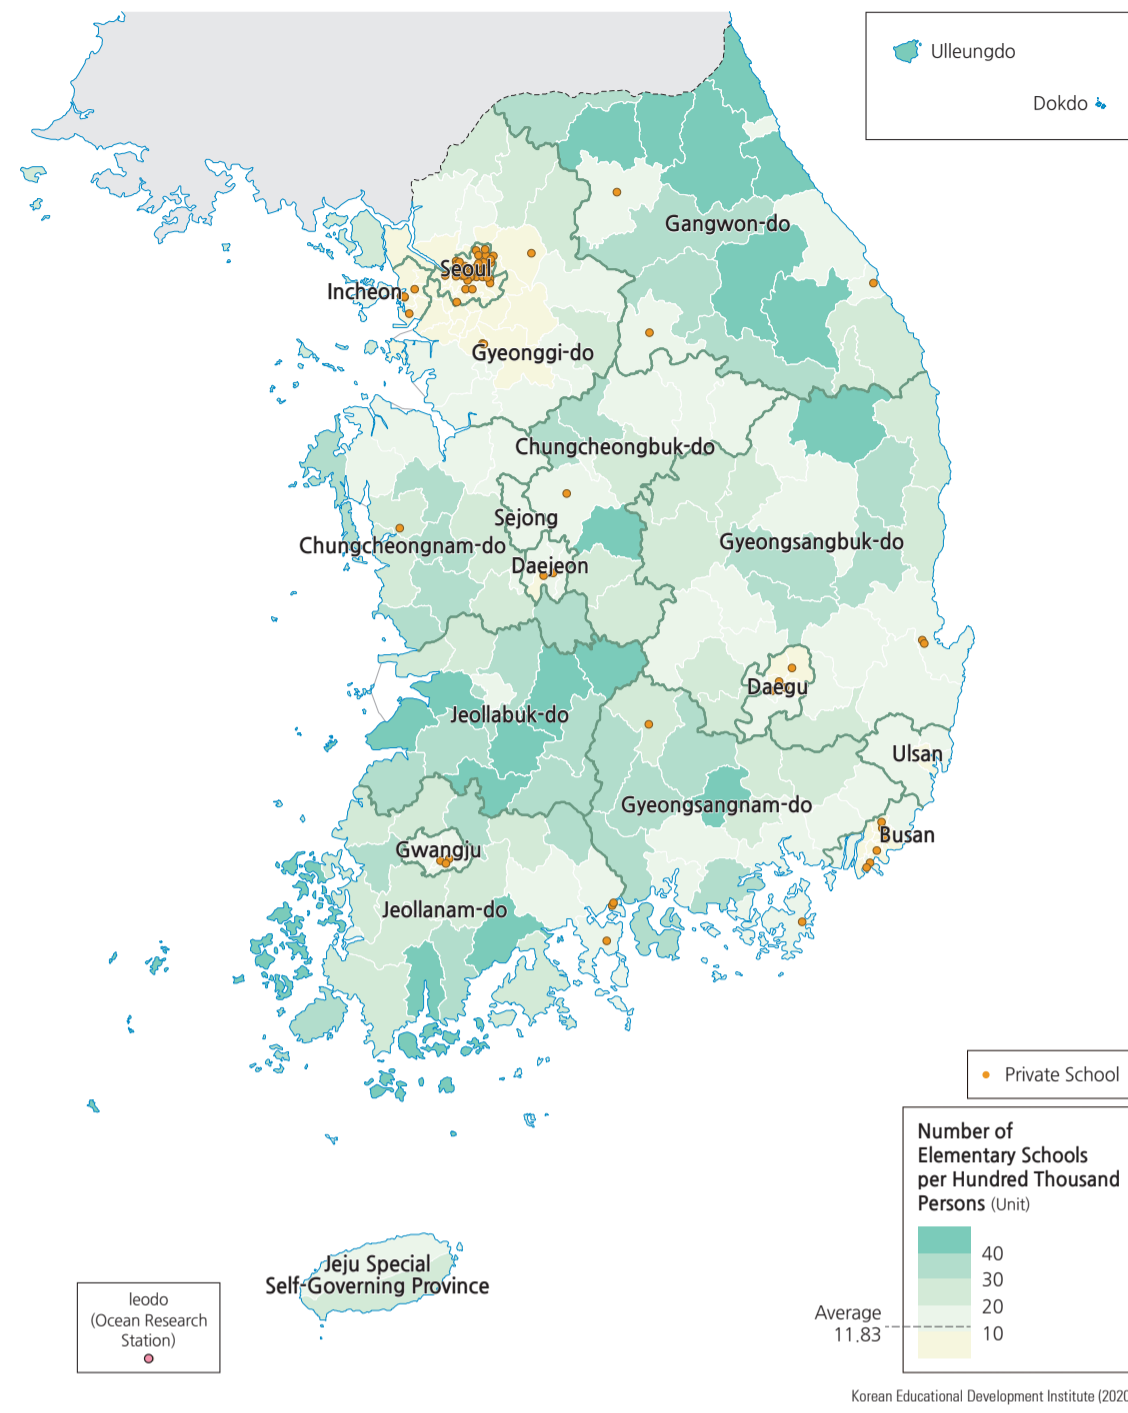 Ulleungdo
Dokdo
Gangwon-do
Seoul
Incheon
Gyeonggi-do
Chungcheongbuk-do
Sejong
Chungcheongnam-do
Gyeongsangbuk-do
Daejeon
Daegu
Jeollabuk-do
Ulsan
Gyeongsangnam-do
Busan
Gwangju
Jeollanam-do
Private School
Number of
Elementary Schools
per Hundred Thousand
Persons (Unit)
40
30
20
10
Average
11.83
Jeju Special
Self-Governing Province
Ieodo
(Ocean Research
Station)
Korean Educational Development Institute (2020